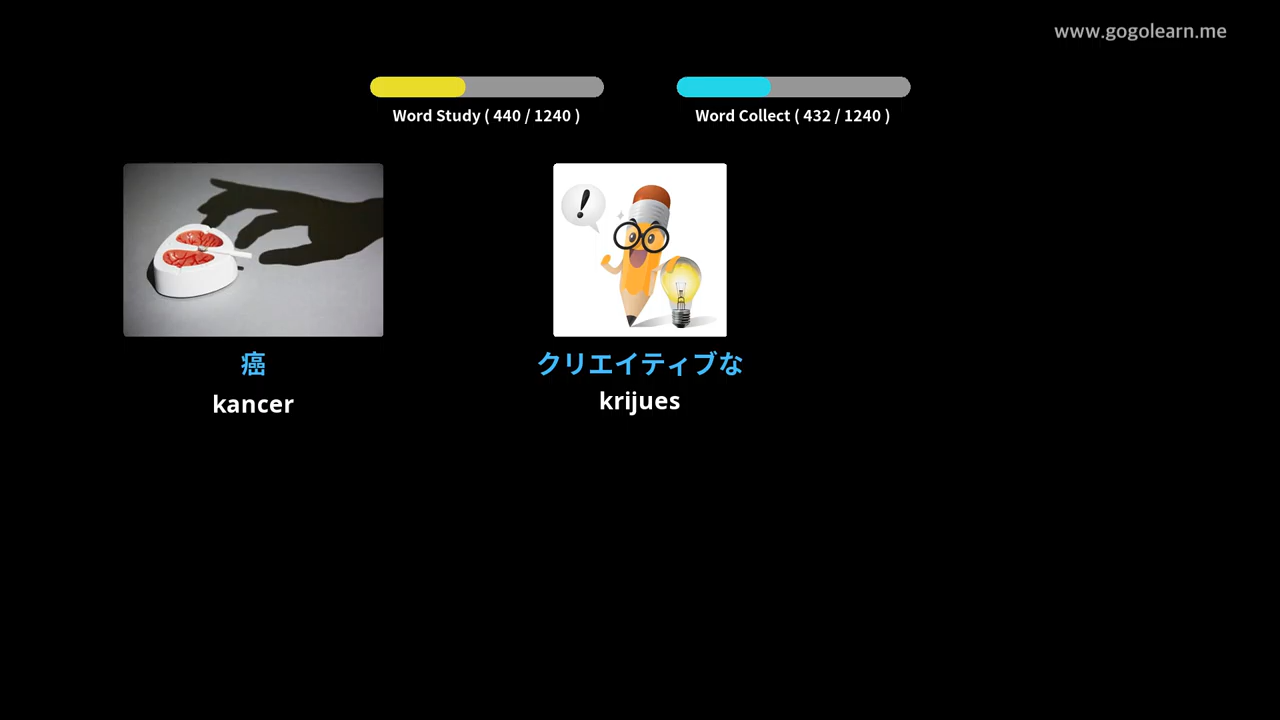 www.gogolearn.me
Word Study ( 440 / 1240 )
Word Collect ( 432 / 1240 )
!
癌
kancer
クリエイティブな
krijues